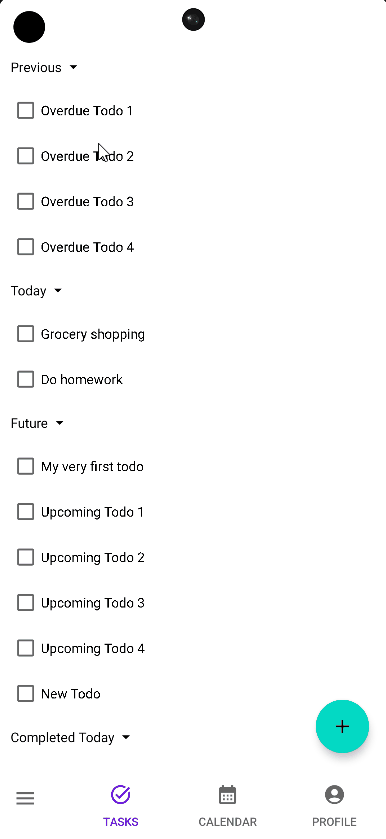 Previous
Overdue Todo 1
Overdue Todo 2
Overdue Todo 3
Overdue Todo 4
Today
Grocery shopping
Do homework
Future
My very first todo
Upcoming Todo 1
Upcoming Todo 2
Upcoming Todo 3
Upcoming Todo 4
New Todo
Completed Today
TASKS CALENDAR PROFILE